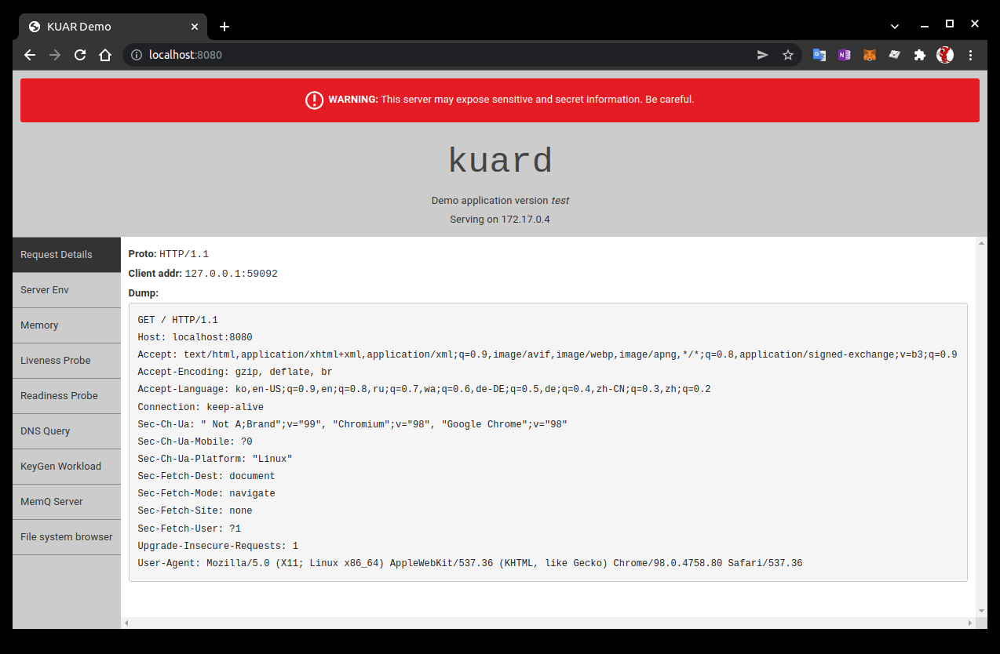 KUAR Demo
localhost:8080
WARNING: This server may expose sensitive and secret information. Be careful.
kuard
Demo application version test
Serving on 172.17.0.4
Request Details
Server Env
Memory
Liveness Probe
Readiness Probe
DNS Query
KeyGen Workload
MemQ Server
File system browser
Proto: HTTP/1.1
Client addr: 127.0.0.1:59092
Dump:
GET / HTTP/1.1
Host: localhost:8080
Accept: text/html,application/xhtml+xml,application/xml;q=0.9,image/avif,image/webp,image/apng,*/*;q=0.8,application/signed-exchange;v=b3;q=0.9
Accept-Encoding: gzip, deflate, br
Accept-Language: ko,en-US;q=0.9,en;q=0.8,ru;q=0.7,wa;q=0.6,de-DE;q=0.5,de;q=0.4,zh-CN;q=0.3,zh;q=0.2
Connection: keep-alive
Sec-Ch-Ua: " Not A;Brand";v="99", "Chromium";v="98", "Google Chrome";v="98"
Sec-Ch-Ua-Mobile: ?0
Sec-Ch-Ua-Platform: "Linux"
Sec-Fetch-Dest: document
Sec-Fetch-Mode: navigate
Sec-Fetch-Site: none
Sec-Fetch-User: ?1
Upgrade-Insecure-Requests: 1
User-Agent: Mozilla/5.0 (X11; Linux x86_64) AppleWebKit/537.36 (KHTML, like Gecko) Chrome/98.0.4758.80 Safari/537.36